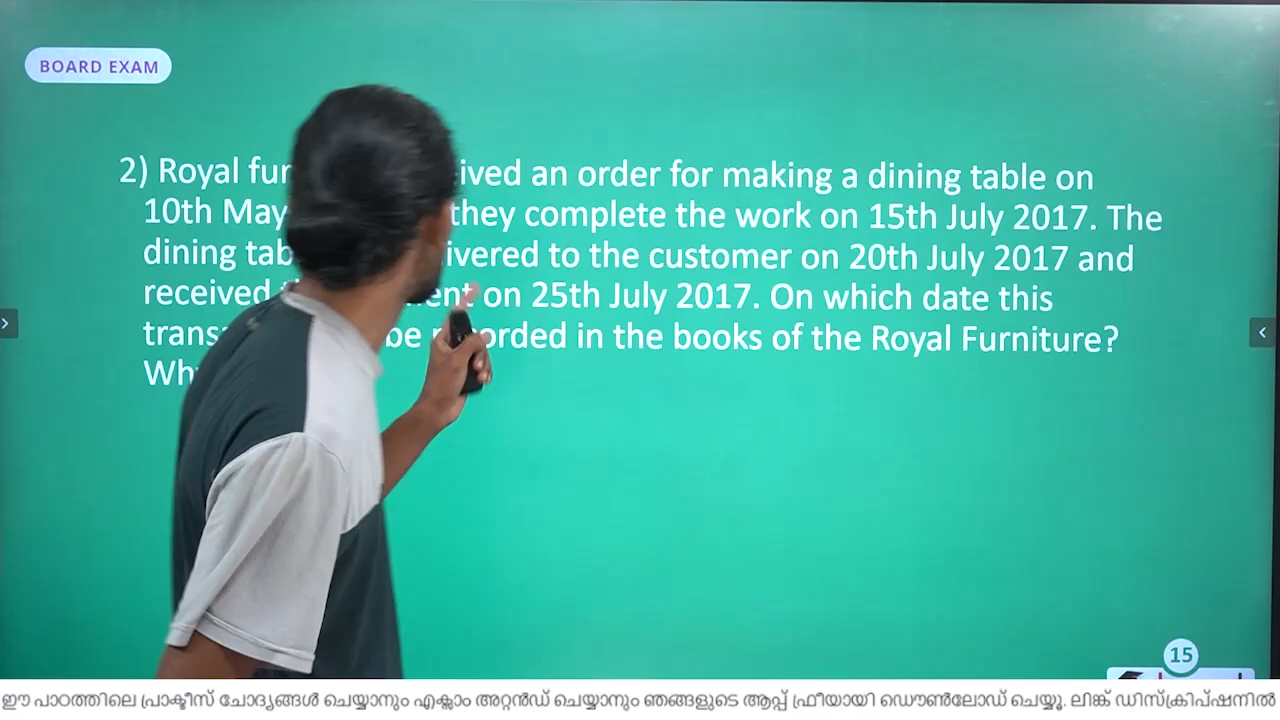 BOARD EXAM
2) Royal fur ived an order for making a dining table on
10th May they complete the work on 15th July 2017. The
dining tab ivered to the customer on 20th July 2017 and
received ent on 25th July 2017. On which date this
trans be orded in the books of the Royal Furniture?
Wh
15
ഈ പാഠത്തിലെ പ്രാക്ടീസ് ചോദ്യങ്ങൾ ചെയ്യാനും എക്സാം അറ്റൻഡ് ചെയ്യാനും ഞങ്ങളുടെ ആപ്പ് ഫ്രീയായി ഡൌൺലോഡ് ചെയ്യൂ. ലിങ്ക് ഡിസ്ക്രിപ്ഷനിൽ